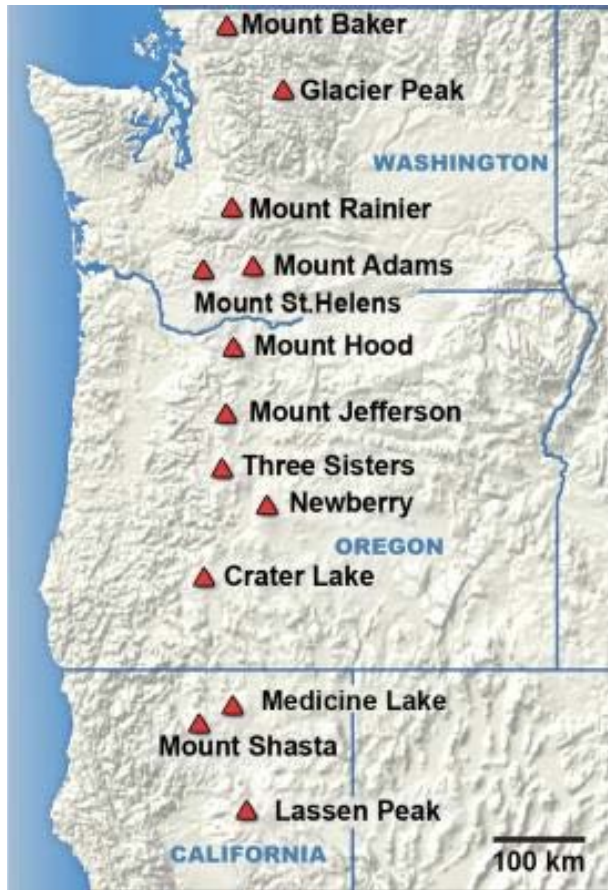 Mount Baker
Glacier Peak
WASHINGTON
Mount Rainier
Mount Adams
Mount St.Helens
Mount Hood
Mount Jefferson
Three Sisters
Newberry
OREGON
Crater Lake
Medicine Lake
Mount Shasta
Lassen Peak
CALIFORNIA
100 km